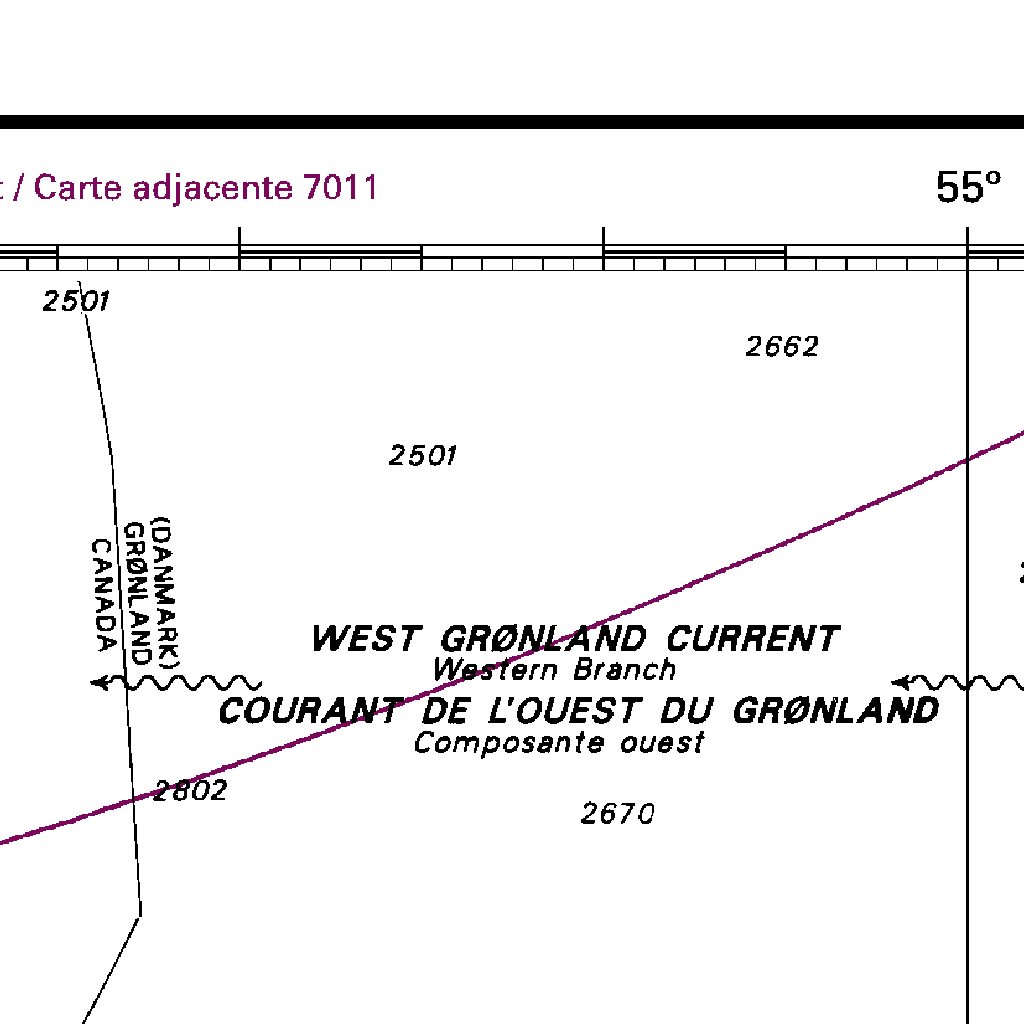 / Carte adjacente 7011
55°
2501
2662
2501
(DANMARK)
GRØNLAND
CANADA
WEST GRØNLAND CURRENT
Western Branch
COURANT DE L'OUEST DU GRØNLAND
Composante ouest
2802
2670